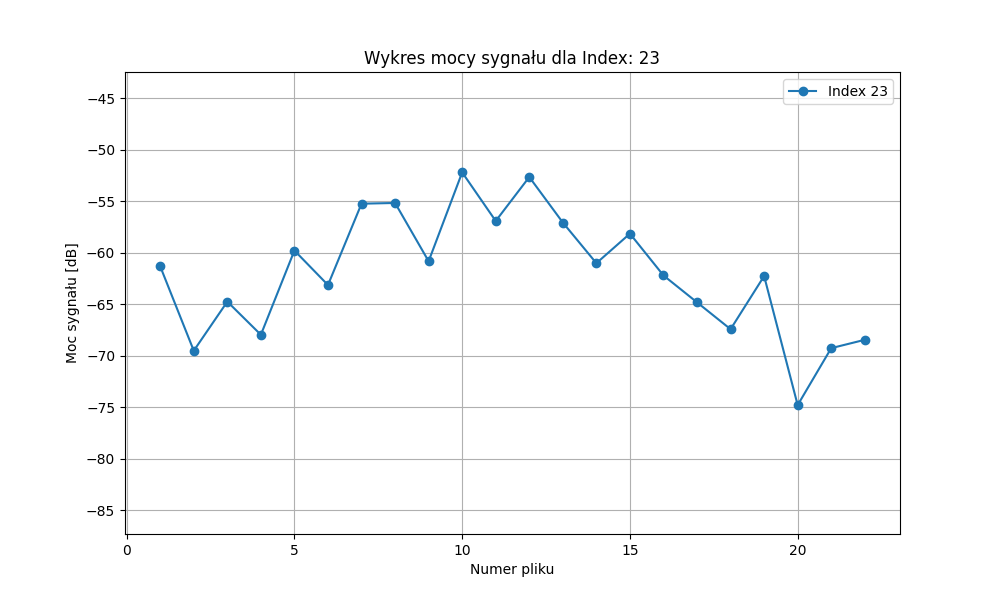 Wykres mocy sygnału dla Index: 23
Index 23
−45
−50
−55
−60
−65
−70
−75
−80
−85
Moc sygnału [dB]
0 5 10 15 20
Numer pliku